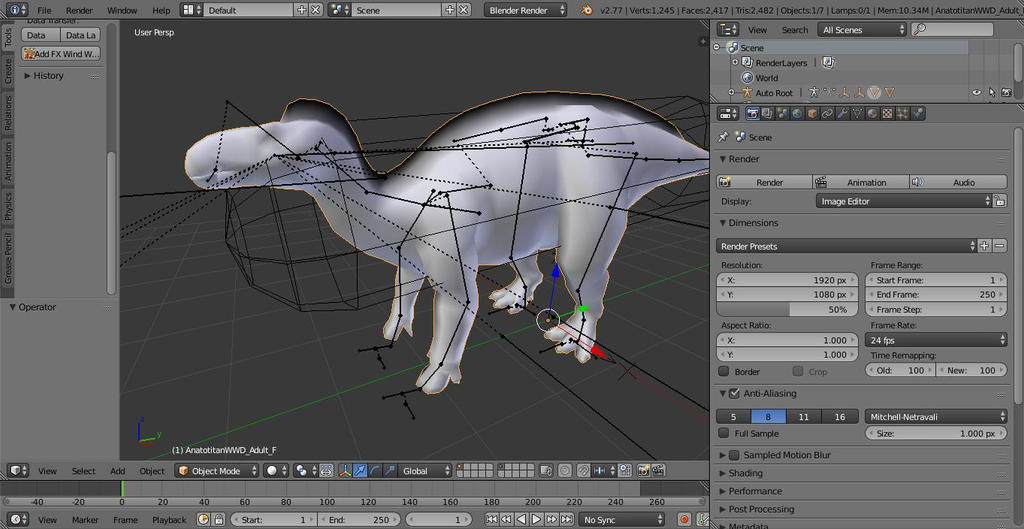 File Render Window Help Default Scene Blender Render v2.77 | Verts:1,245 | Faces:2,417 | Tris:2,482 | Objects:1/7 | Lamps:0/1 | Mem:10.34M | AnatotitanWWD_Adult_
Tools
Create
Relations
Animation
Physics
Grease Pencil
Data Transfer:
Data Data La
Add FX Wind W...
History
Operator
User Persp
z
y
(1) AnatotitanWWD_Adult_F
View Select Add Object Object Mode Global
-40 -20 0 20 40 60 80 100 120 140 160 180 200 220 240 260
View Marker Frame Playback Start: 1 End: 250 1 No Sync
View Search All Scenes
Scene
RenderLayers
World
Auto Root
Scene
Render
Render Animation Audio
Display: Image Editor
Dimensions
Render Presets
Resolution: Frame Range:
X: 1920 px Start Frame: 1
Y: 1080 px End Frame: 250
50% Frame Step: 1
Aspect Ratio: Frame Rate:
X: 1.000 24 fps
Y: 1.000 Time Remapping:
Border Crop Old: 100 New: 100
Anti-Aliasing
5 8 11 16 Mitchell-Netravali
Full Sample Size: 1.000 px
Sampled Motion Blur
Shading
Performance
Post Processing
Metadata